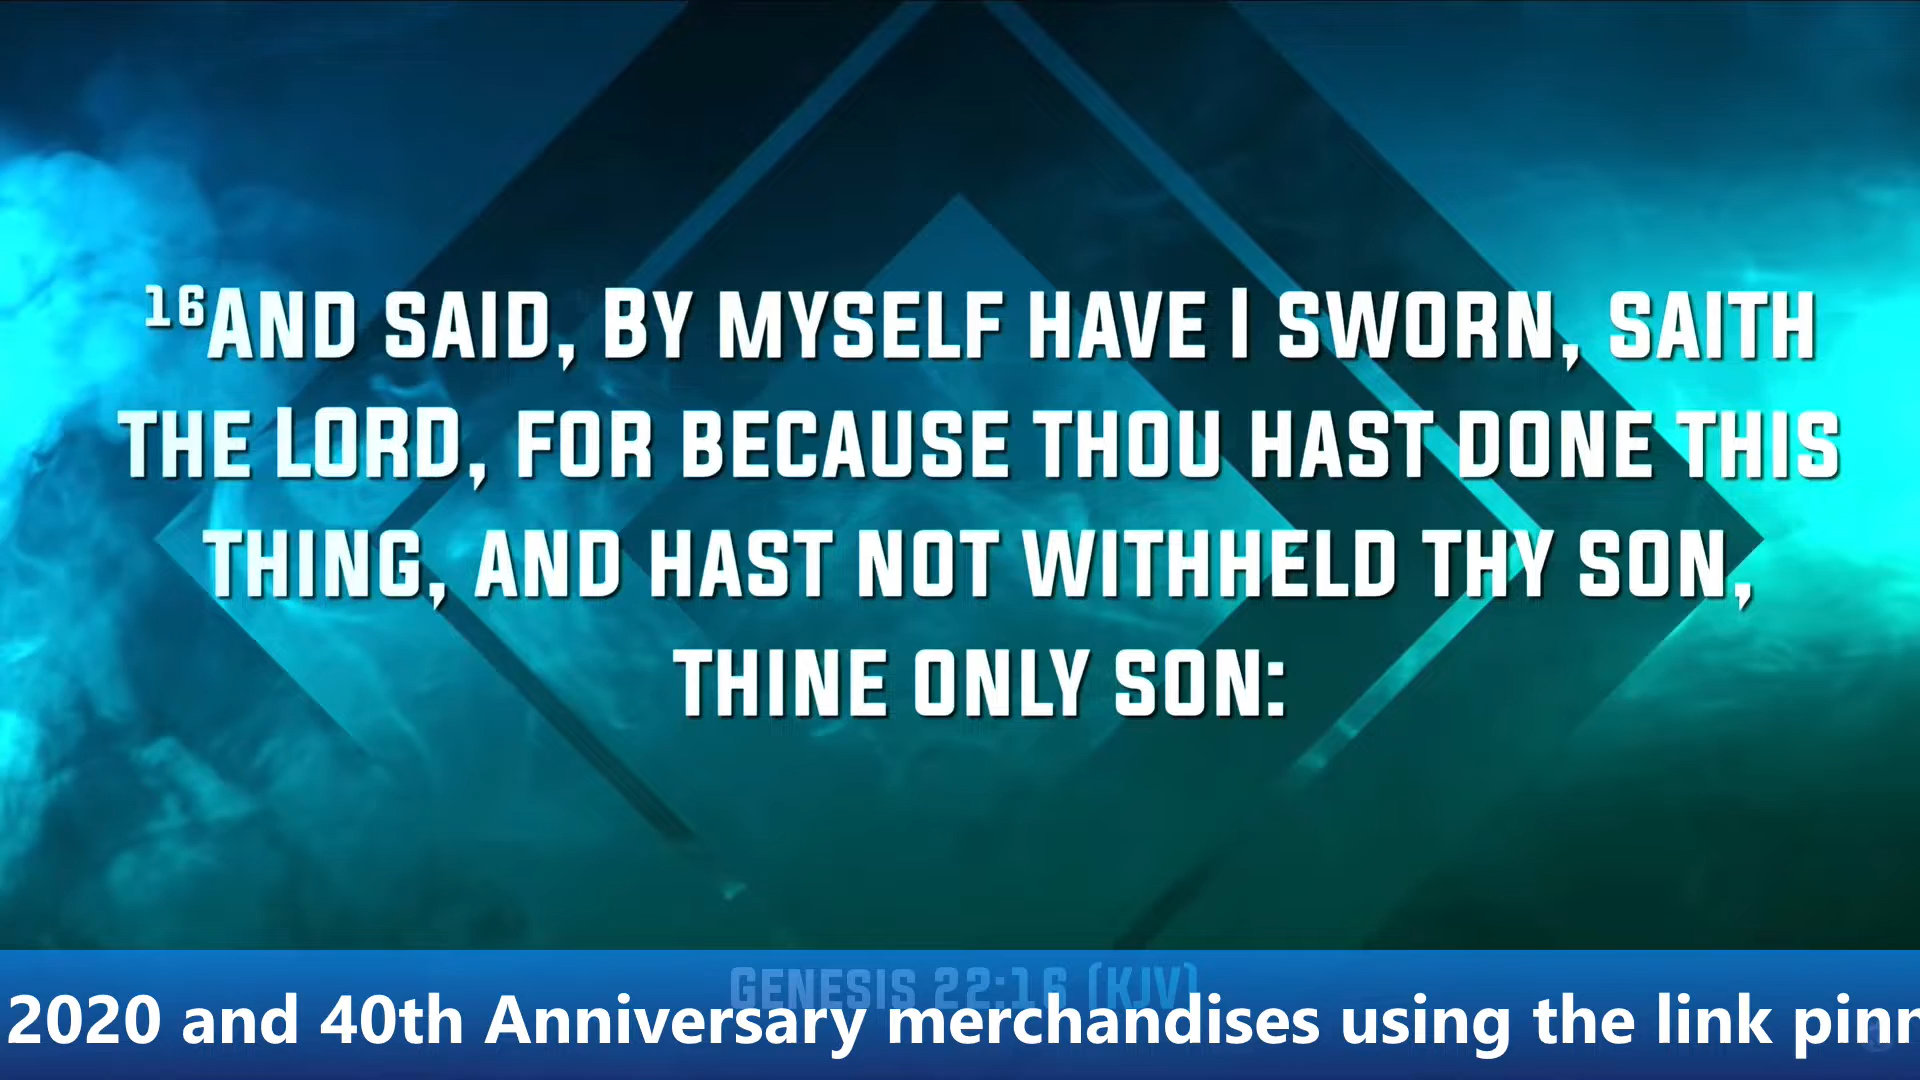 16AND SAID, BY MYSELF HAVE I SWORN, SAITH
THE LORD, FOR BECAUSE THOU HAST DONE THIS
THING, AND HAST NOT WITHHELD THY SON,
THINE ONLY SON:
GENESIS 22:16 (KJV)
2020 and 40th Anniversary merchandises using the link